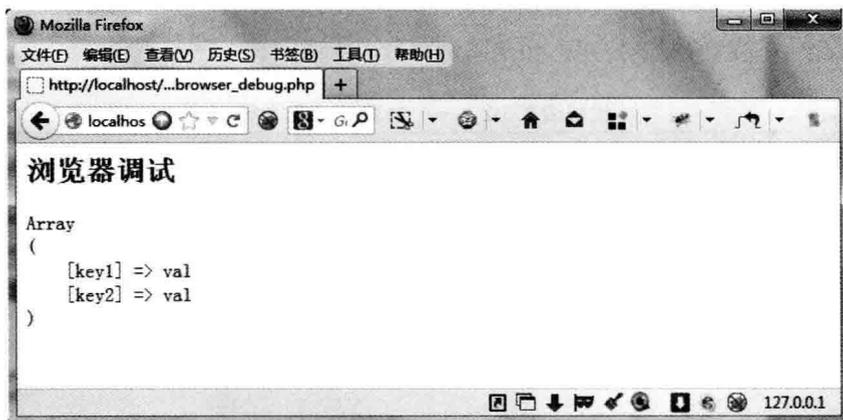 Mozilla Firefox
文件(F) 编辑(E) 查看(V) 历史(S) 书签(B) 工具(T) 帮助(H)
http://localhost/...browser_debug.php +
localhos
浏览器调试
Array
(
[key1] => val
[key2] => val
)
127.0.0.1